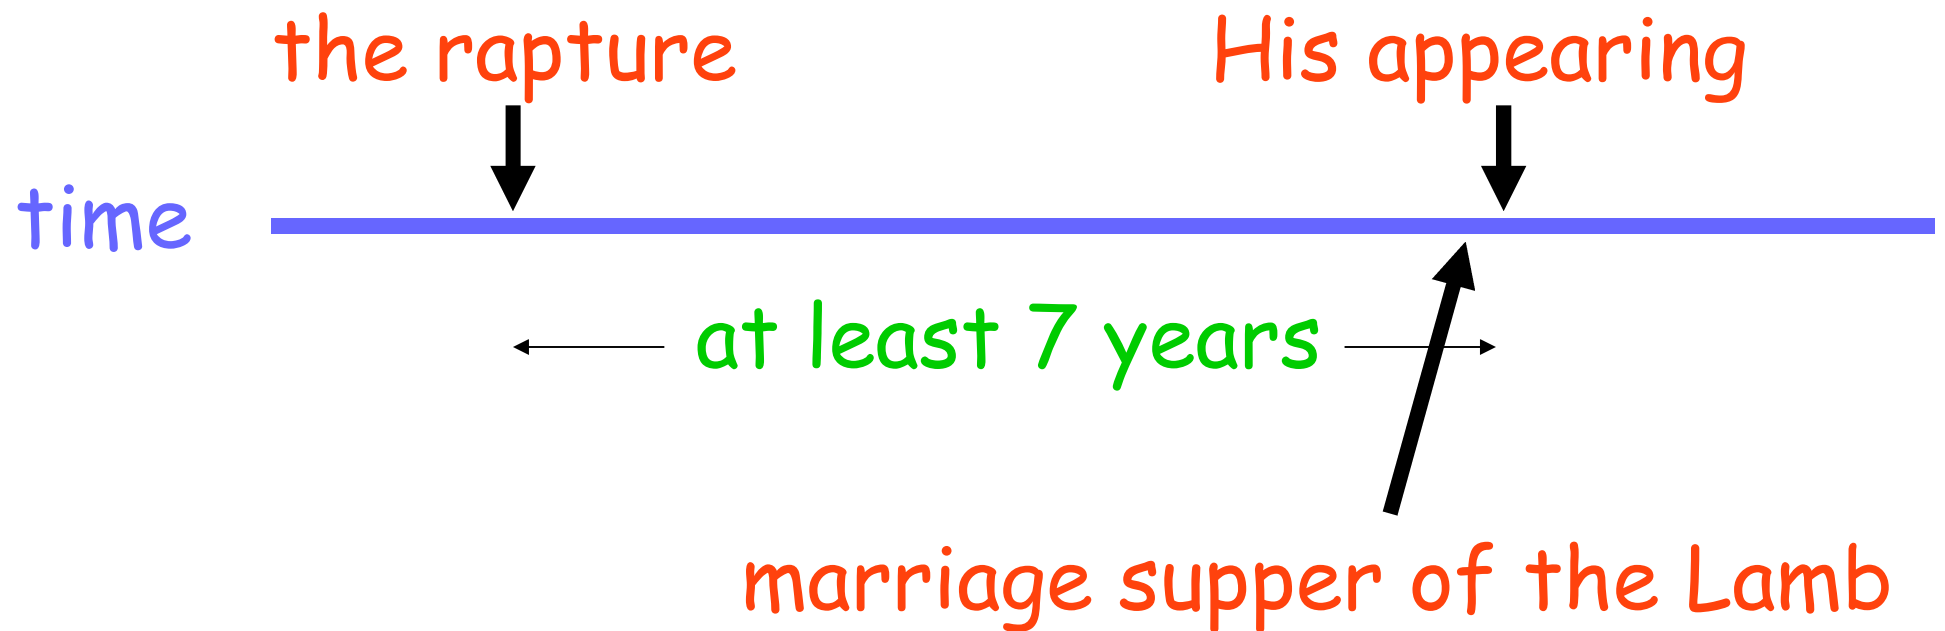 the rapture
His appearing
time
at least 7 years
marriage supper of the Lamb